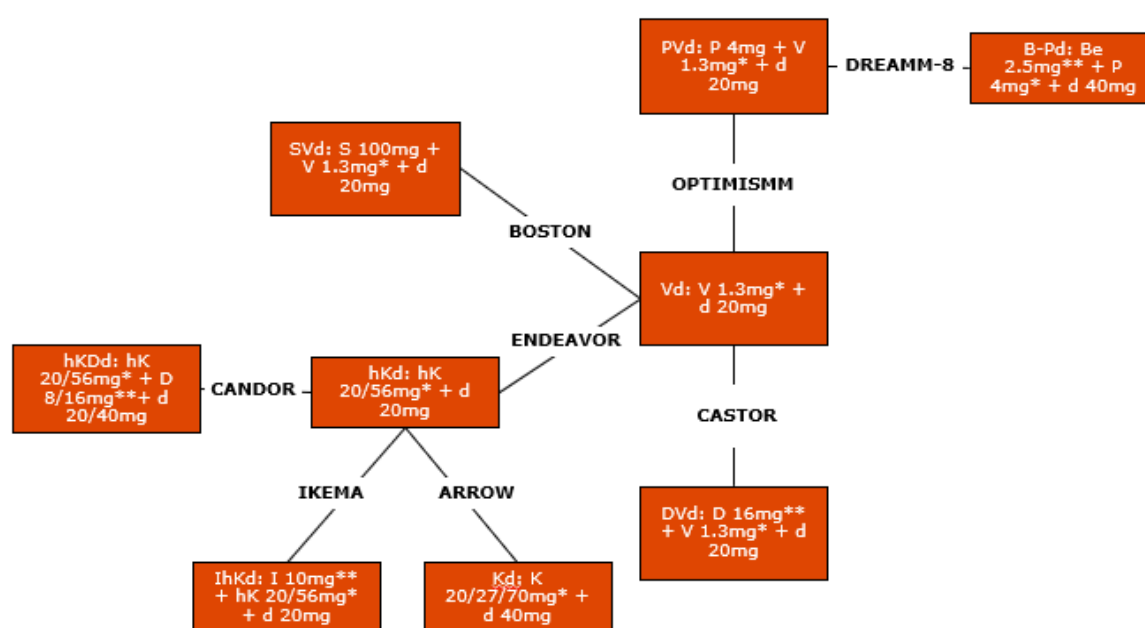 PVd: P 4mg + V
1.3mg* + d
20mg
DREAMM-8
B-Pd: Be
2.5mg** + P
4mg* + d 40mg
SVd: S 100mg +
V 1.3mg* + d
20mg
OPTIMISMM
BOSTON
Vd: V 1.3mg* +
d 20mg
ENDEAVOR
hKDd: hK
20/56mg* + D
8/16mg**+ d
20/40mg
CANDOR
hKd: hK
20/56mg* + d
20mg
CASTOR
IKEMA
ARROW
DVd: D 16mg**
+ V 1.3mg* + d
20mg
IhKd: I 10mg**
+ hK 20/56mg*
+ d 20mg
Kd: K
20/27/70mg* +
d 40mg